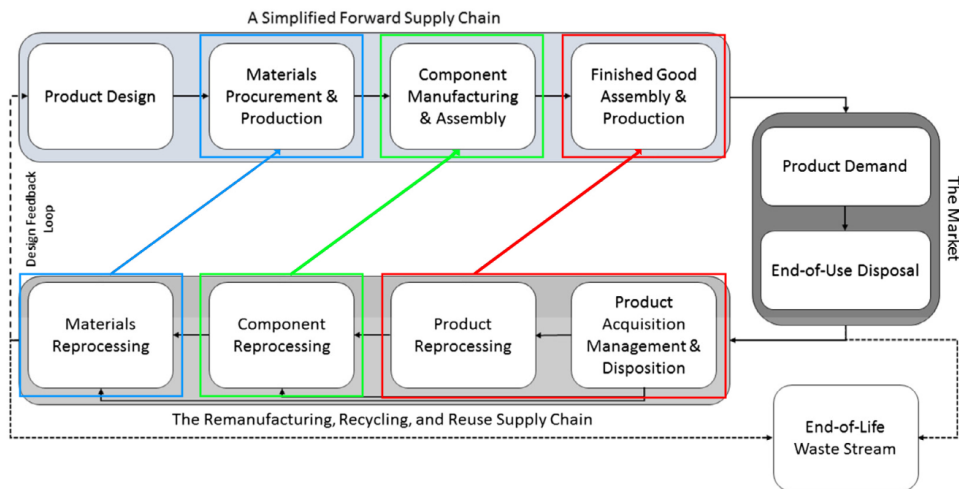 A Simplified Forward Supply Chain
Product Design
Materials
Procurement &
Production
Component
Manufacturing
& Assembly
Finished Good
Assembly &
Production
Product Demand
End-of-Use Disposal
The Market
Design Feedback
Loop
Materials
Reprocessing
Component
Reprocessing
Product
Reprocessing
Product
Acquisition
Management &
Disposition
The Remanufacturing, Recycling, and Reuse Supply Chain
End-of-Life
Waste Stream